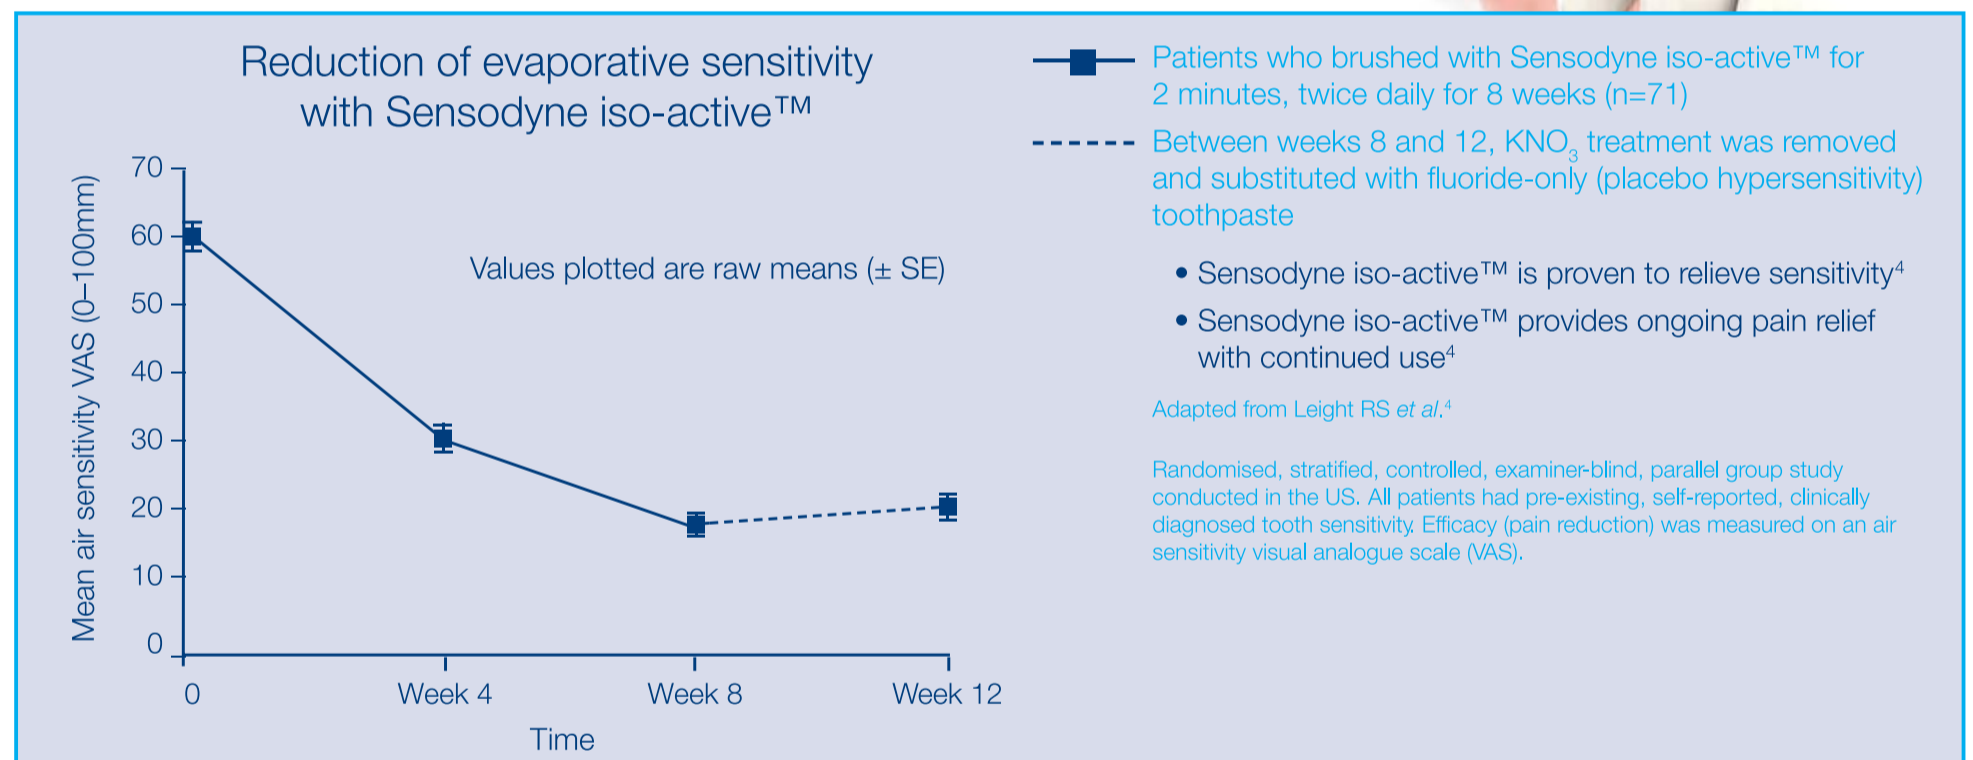 Reduction of evaporative sensitivity
with Sensodyne iso-active™
Mean air sensitivity VAS (0–100mm)
70
60
50
40
30
20
10
0
Values plotted are raw means (± SE)
0
Week 4
Week 8
Week 12
Time
Patients who brushed with Sensodyne iso-active™ for
2 minutes, twice daily for 8 weeks (n=71)
Between weeks 8 and 12, KNO₃ treatment was removed
and substituted with fluoride-only (placebo hypersensitivity)
toothpaste
• Sensodyne iso-active™ is proven to relieve sensitivity⁴
• Sensodyne iso-active™ provides ongoing pain relief
with continued use⁴
Adapted from Leight RS et al.⁴
Randomised, stratified, controlled, examiner-blind, parallel group study
conducted in the US. All patients had pre-existing, self-reported, clinically
diagnosed tooth sensitivity. Efficacy (pain reduction) was measured on an air
sensitivity visual analogue scale (VAS).